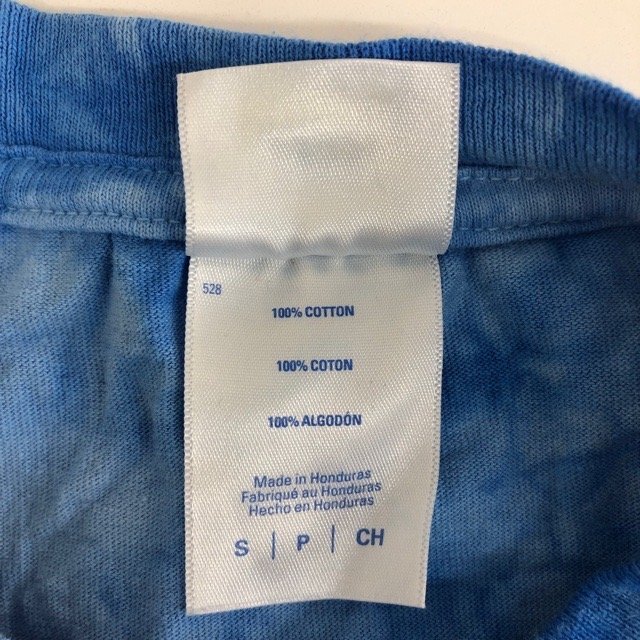 528
100% COTTON
100% COTON
100% ALGODÓN
Made in Honduras
Fabriqué au Honduras
Hecho en Honduras
S | P | CH